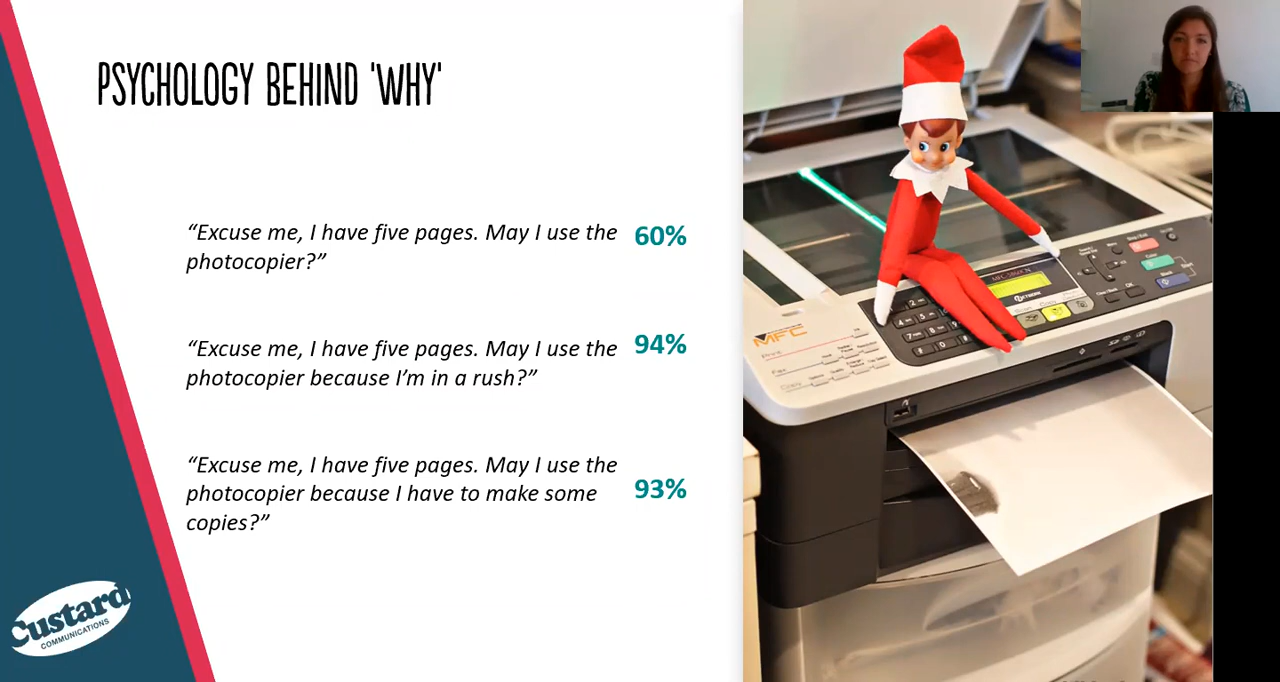 PSYCHOLOGY BEHIND 'WHY'
“Excuse me, I have five pages. May I use the
photocopier?”
60%
“Excuse me, I have five pages. May I use the
photocopier because I’m in a rush?”
94%
“Excuse me, I have five pages. May I use the
photocopier because I have to make some
copies?”
93%
Custard
COMMUNICATIONS
MFC